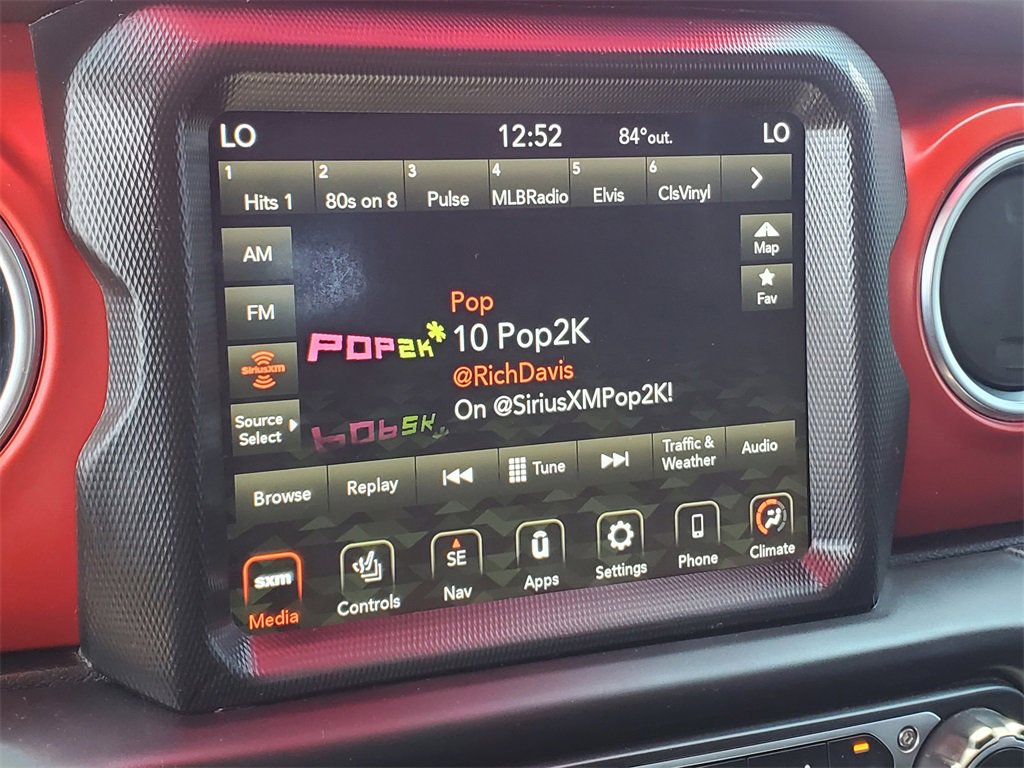 LO 12:52 84°out. LO
1 Hits 1 2 80s on 8 3 Pulse 4 MLBRadio 5 Elvis 6 ClsVinyl
AM
Map
Fav
FM
Pop
POP2K*
10 Pop2K
SiriusXM
@RichDavis
On @SiriusXMPop2K!
Source
Select
Browse Replay Tune Traffic &
Weather
Audio
sxm
Media
Controls
SE
Nav
û
Apps
Settings
Phone
Climate